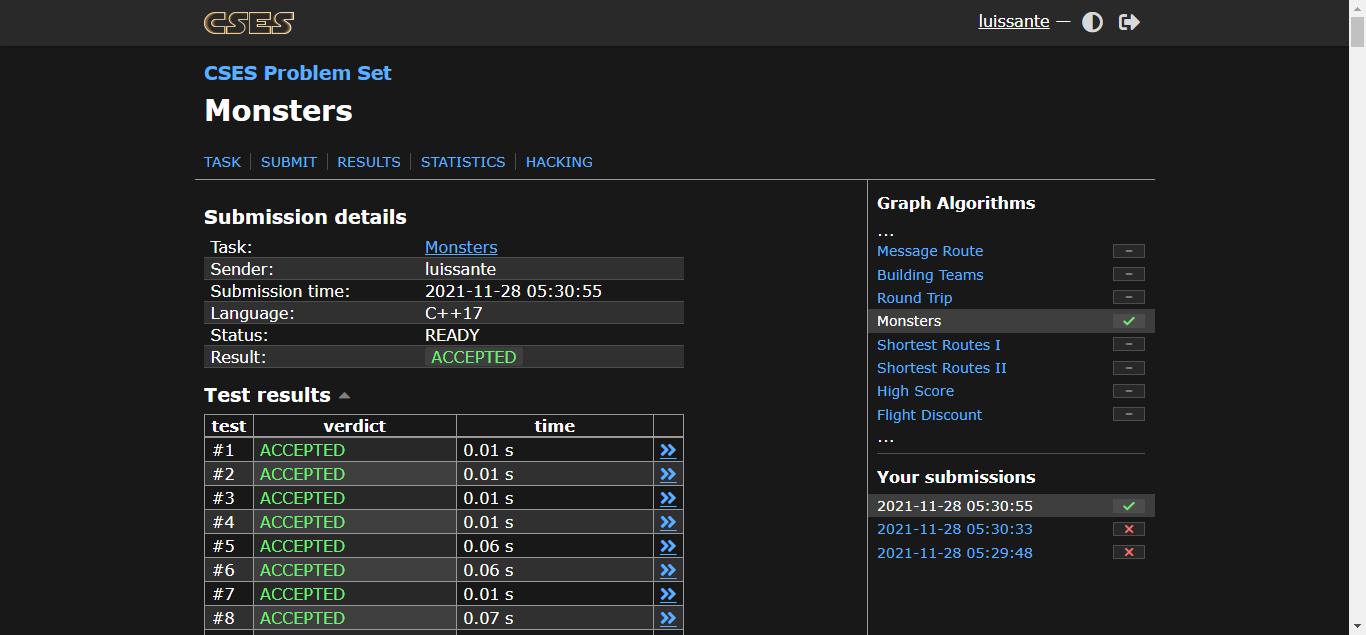 CSES
luissante —
CSES Problem Set
Monsters
TASK SUBMIT RESULTS STATISTICS HACKING
Submission details
Task: Monsters
Sender: luissante
Submission time: 2021-11-28 05:30:55
Language: C++17
Status: READY
Result: ACCEPTED
Test results
test verdict time
#1 ACCEPTED 0.01 s
#2 ACCEPTED 0.01 s
#3 ACCEPTED 0.01 s
#4 ACCEPTED 0.01 s
#5 ACCEPTED 0.06 s
#6 ACCEPTED 0.06 s
#7 ACCEPTED 0.01 s
#8 ACCEPTED 0.07 s
Graph Algorithms
...
Message Route –
Building Teams –
Round Trip –
Monsters
Shortest Routes I –
Shortest Routes II –
High Score –
Flight Discount –
...
Your submissions
2021-11-28 05:30:55
2021-11-28 05:30:33
2021-11-28 05:29:48